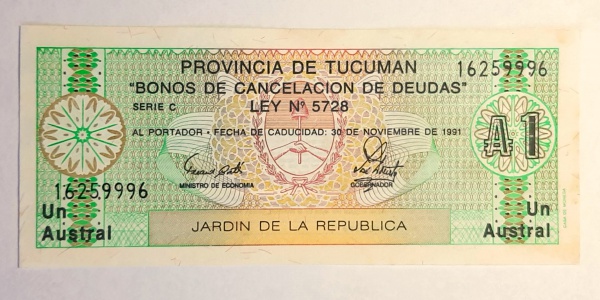 PROVINCIA DE TUCUMAN
16259996
"BONOS DE CANCELACION DE DEUDAS"
SERIE C
LEY Nº 5728
AL PORTADOR · FECHA DE CADUCIDAD: 30 DE NOVIEMBRE DE 1991
₳1
16259996
MINISTRO DE ECONOMIA
GOBERNADOR
Un
Austral
Un
Austral
JARDIN DE LA REPUBLICA